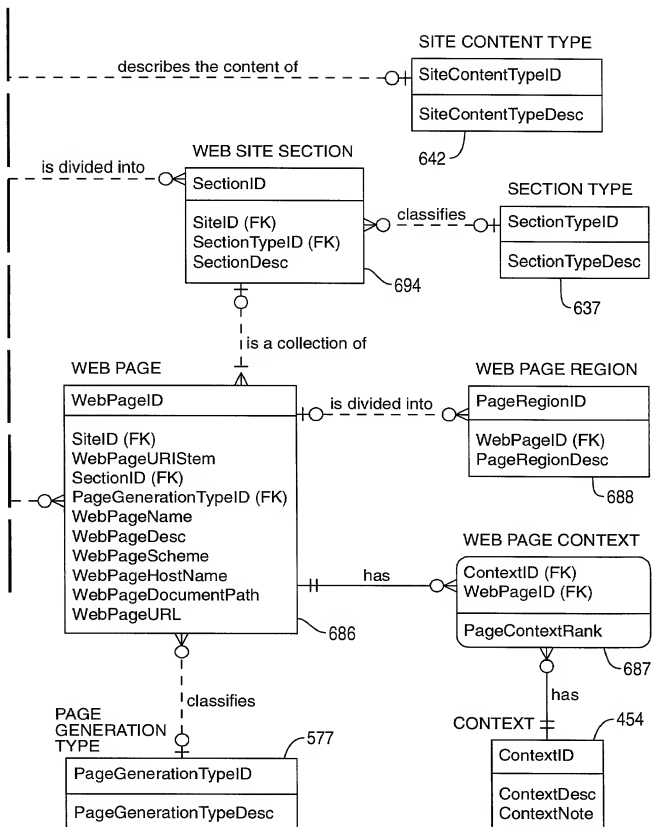 SITE CONTENT TYPE
describes the content of
SiteContentTypeID
SiteContentTypeDesc
642
WEB SITE SECTION
is divided into
SectionID
SiteID (FK)
SectionTypeID (FK)
SectionDesc
694
classifies
SECTION TYPE
SectionTypeID
SectionTypeDesc
637
is a collection of
WEB PAGE
WebPageID
SiteID (FK)
WebPageURIStem
SectionID (FK)
PageGenerationTypeID (FK)
WebPageName
WebPageDesc
WebPageScheme
WebPageHostName
WebPageDocumentPath
WebPageURL
686
is divided into
WEB PAGE REGION
PageRegionID
WebPageID (FK)
PageRegionDesc
688
has
WEB PAGE CONTEXT
ContextID (FK)
WebPageID (FK)
PageContextRank
687
has
classifies
PAGE
GENERATION
TYPE
577
PageGenerationTypeID
PageGenerationTypeDesc
CONTEXT
454
ContextID
ContextDesc
ContextNote